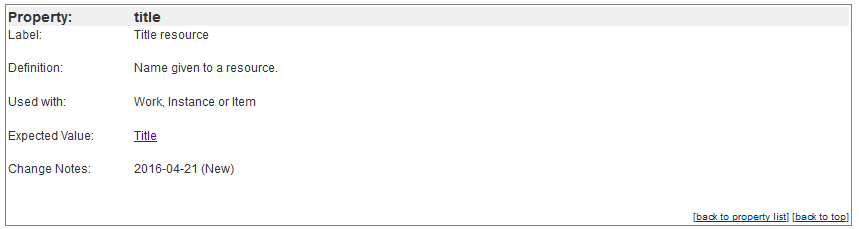 Property: title
Label: Title resource
Definition: Name given to a resource.
Used with: Work, Instance or Item
Expected Value: Title
Change Notes: 2016-04-21 (New)
[back to property list] [back to top]